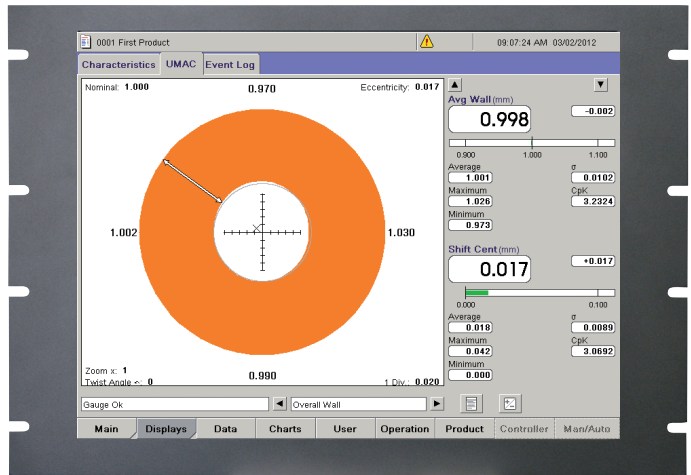 0001 First Product
09:07:24 AM 03/02/2012
Characteristics UMAC Event Log
Nominal: 1.000
0.970
Eccentricity: 0.017
1.002
1.030
Zoom x: 1
Twist Angle ^: 0
0.990
1 Div.: 0.020
Avg Wall (mm)
0.998
-0.002
0.900 1.000 1.100
Average
1.001
σ
0.0102
Maximum
1.026
CpK
3.2324
Minimum
0.973
Shift Cent (mm)
0.017
+0.017
0.000 0.100
Average
0.018
σ
0.0089
Maximum
0.042
CpK
3.0692
Minimum
0.000
Gauge Ok
Overall Wall
Main Displays Data Charts User Operation Product Controller Man/Auto